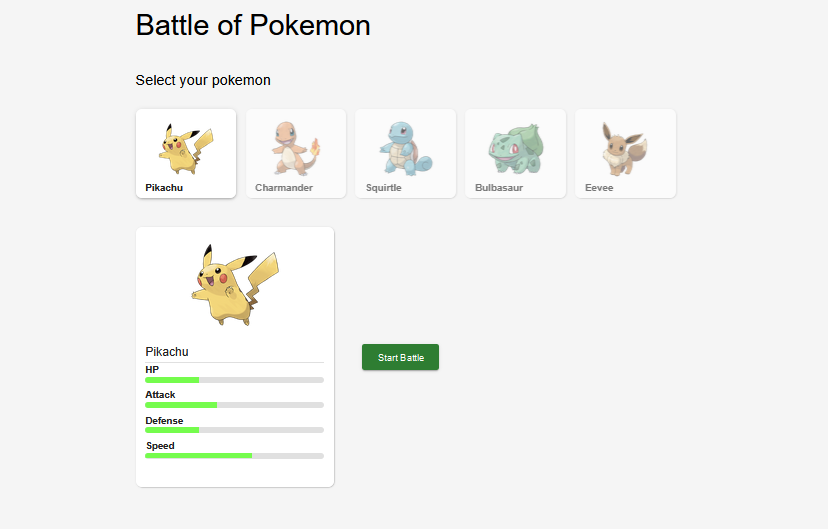 Battle of Pokemon
Select your pokemon
Pikachu
Charmander
Squirtle
Bulbasaur
Eevee
Pikachu
HP
Attack
Defense
Speed
Start Battle